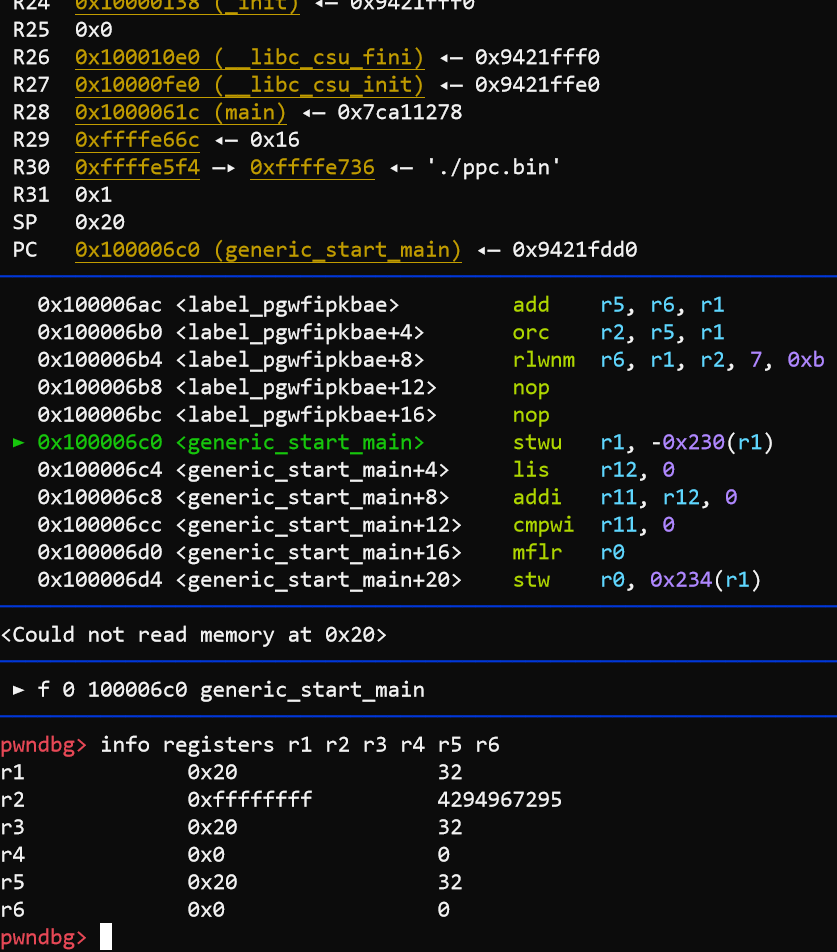 R24  0x10000138 (_init) ◂— 0x9421fff0
R25  0x0
R26  0x100010e0 (__libc_csu_fini) ◂— 0x9421fff0
R27  0x10000fe0 (__libc_csu_init) ◂— 0x9421ffe0
R28  0x1000061c (main) ◂— 0x7ca11278
R29  0xffffe66c ◂— 0x16
R30  0xffffe5f4 —▸ 0xffffe736 ◂— './ppc.bin'
R31  0x1
SP   0x20
PC   0x100006c0 (generic_start_main) ◂— 0x9421fdd0
0x100006ac <label_pgwfipkbae>       add    r5, r6, r1
0x100006b0 <label_pgwfipkbae+4>     orc    r2, r5, r1
0x100006b4 <label_pgwfipkbae+8>     rlwnm  r6, r1, r2, 7, 0xb
0x100006b8 <label_pgwfipkbae+12>    nop
0x100006bc <label_pgwfipkbae+16>    nop
► 0x100006c0 <generic_start_main>       stwu   r1, -0x230(r1)
0x100006c4 <generic_start_main+4>     lis    r12, 0
0x100006c8 <generic_start_main+8>     addi   r11, r12, 0
0x100006cc <generic_start_main+12>    cmpwi  r11, 0
0x100006d0 <generic_start_main+16>    mflr   r0
0x100006d4 <generic_start_main+20>    stw    r0, 0x234(r1)
<Could not read memory at 0x20>
► f 0 100006c0 generic_start_main
pwndbg> info registers r1 r2 r3 r4 r5 r6
r1             0x20                32
r2             0xffffffff          4294967295
r3             0x20                32
r4             0x0                 0
r5             0x20                32
r6             0x0                 0
pwndbg>